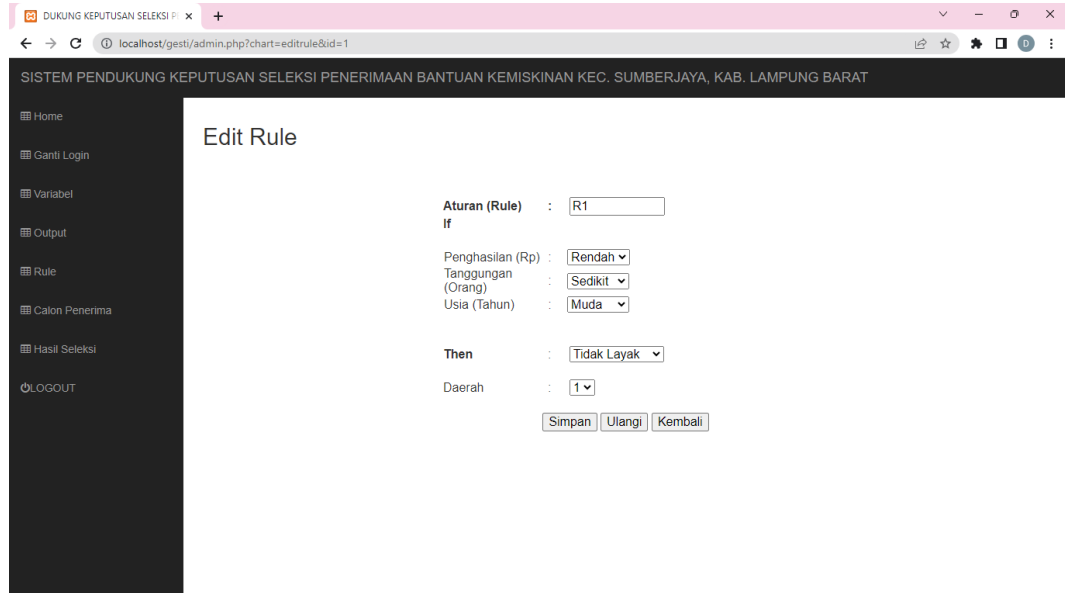 DUKUNG KEPUTUSAN SELEKSI P
localhost/gesti/admin.php?chart=editrule&id=1
D
SISTEM PENDUKUNG KEPUTUSAN SELEKSI PENERIMAAN BANTUAN KEMISKINAN KEC. SUMBERJAYA, KAB. LAMPUNG BARAT
Home
Ganti Login
Variabel
Output
Rule
Calon Penerima
Hasil Seleksi
LOGOUT
Edit Rule
Aturan (Rule) : R1
If
Penghasilan (Rp) : Rendah
Tanggungan
(Orang) : Sedikit
Usia (Tahun) : Muda
Then : Tidak Layak
Daerah : 1
Simpan Ulangi Kembali